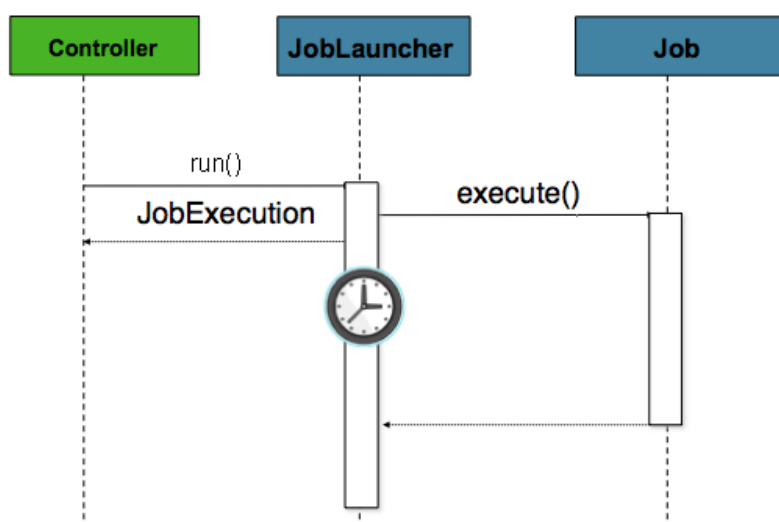 Controller
JobLauncher
Job
run()
execute()
JobExecution